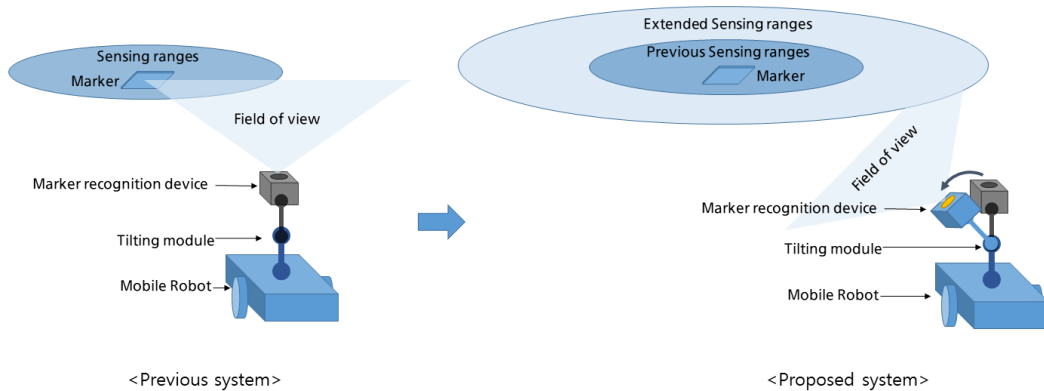 Sensing ranges
Marker
Field of view
Marker recognition device
Tilting module
Mobile Robot
<Previous system>
Extended Sensing ranges
Previous Sensing ranges
Marker
Field of view
Marker recognition device
Tilting module
Mobile Robot
<Proposed system>